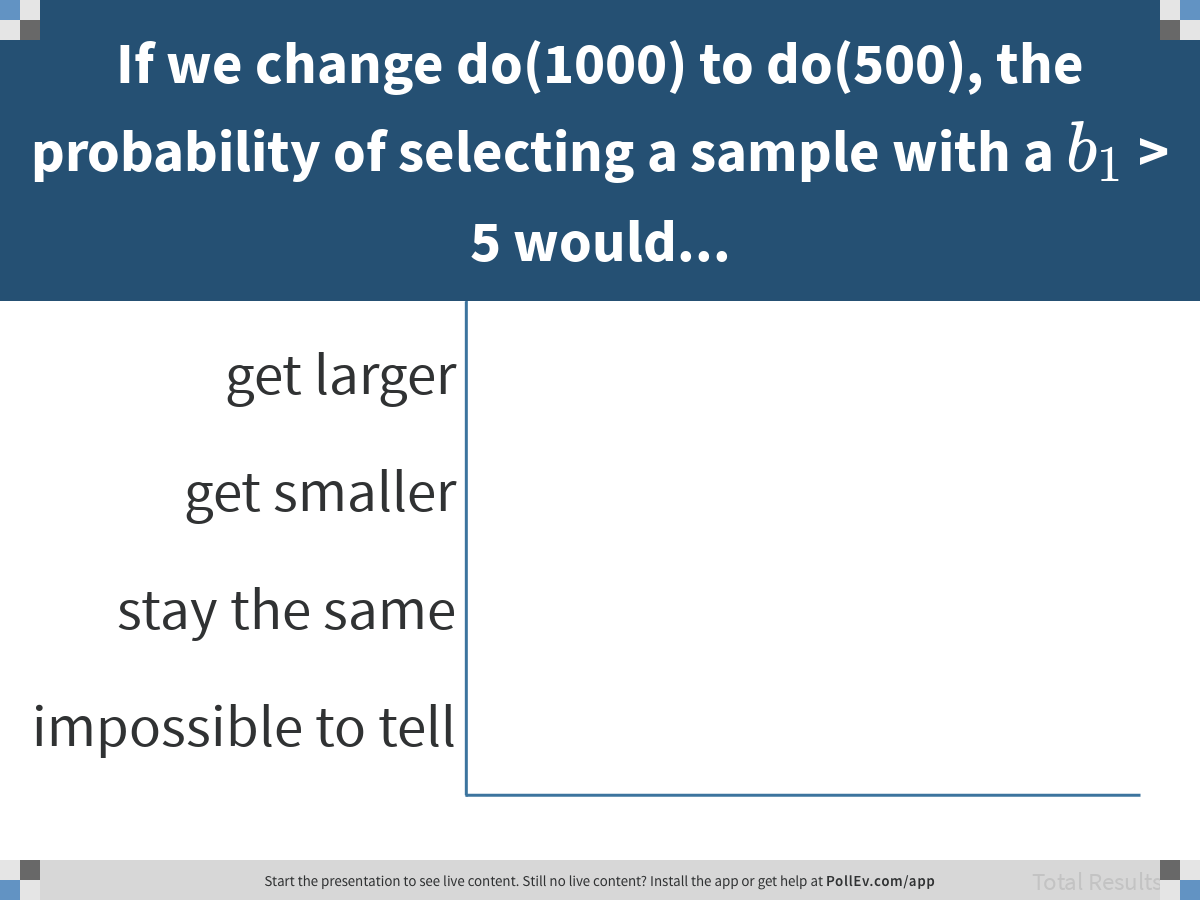 If we change do(1000) to do(500), the
probability of selecting a sample with a b₁ >
5 would...
get larger
get smaller
stay the same
impossible to tell
Start the presentation to see live content. Still no live content? Install the app or get help at PollEv.com/app
Total Results